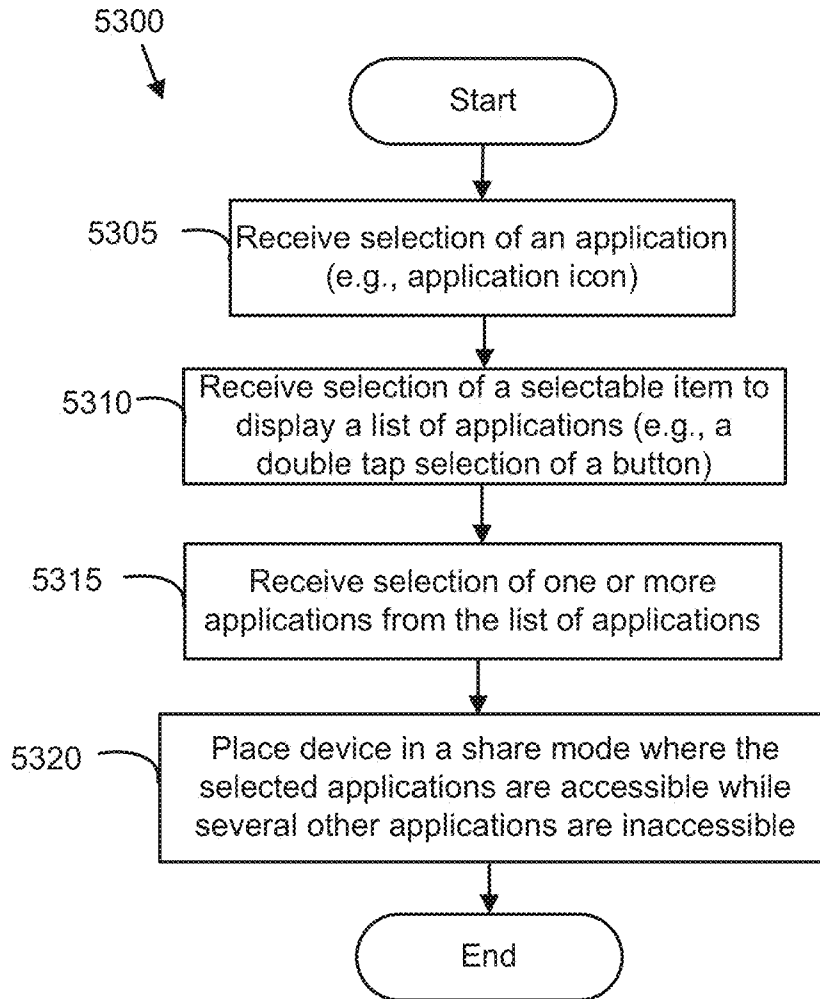 5300
Start
5305
Receive selection of an application
(e.g., application icon)
5310
Receive selection of a selectable item to
display a list of applications (e.g., a
double tap selection of a button)
5315
Receive selection of one or more
applications from the list of applications
5320
Place device in a share mode where the
selected applications are accessible while
several other applications are inaccessible
End